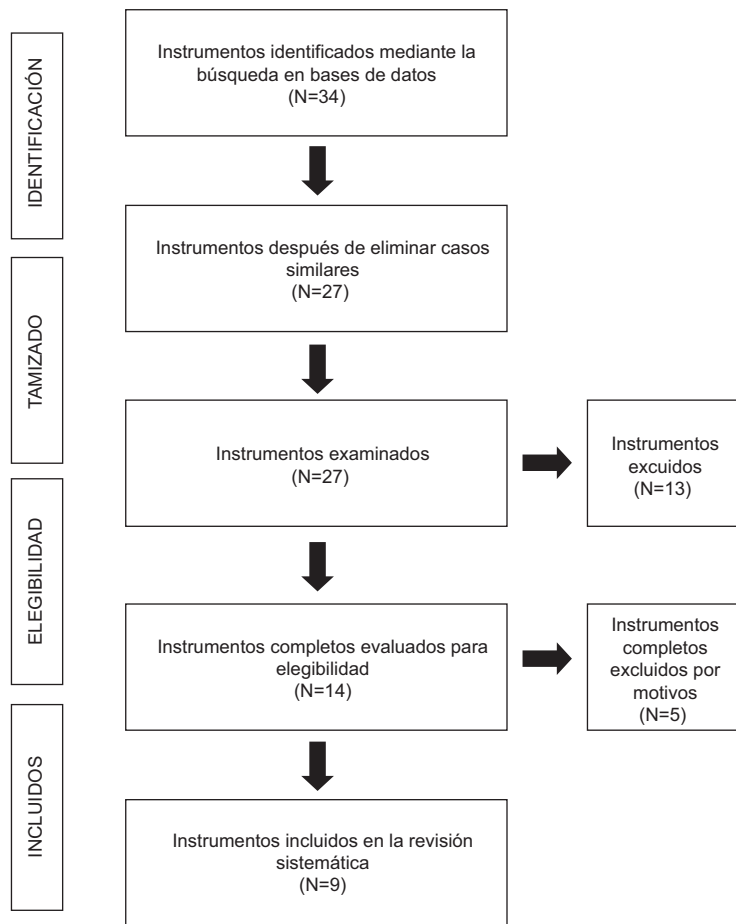 IDENTIFICACIÓN
Instrumentos identificados mediante la
búsqueda en bases de datos
(N=34)
Instrumentos después de eliminar casos
similares
(N=27)
TAMIZADO
Instrumentos examinados
(N=27)
Instrumentos
excuidos
(N=13)
ELEGIBILIDAD
Instrumentos completos evaluados para
elegibilidad
(N=14)
Instrumentos
completos
excluidos por
motivos
(N=5)
INCLUIDOS
Instrumentos incluidos en la revisión
sistemática
(N=9)